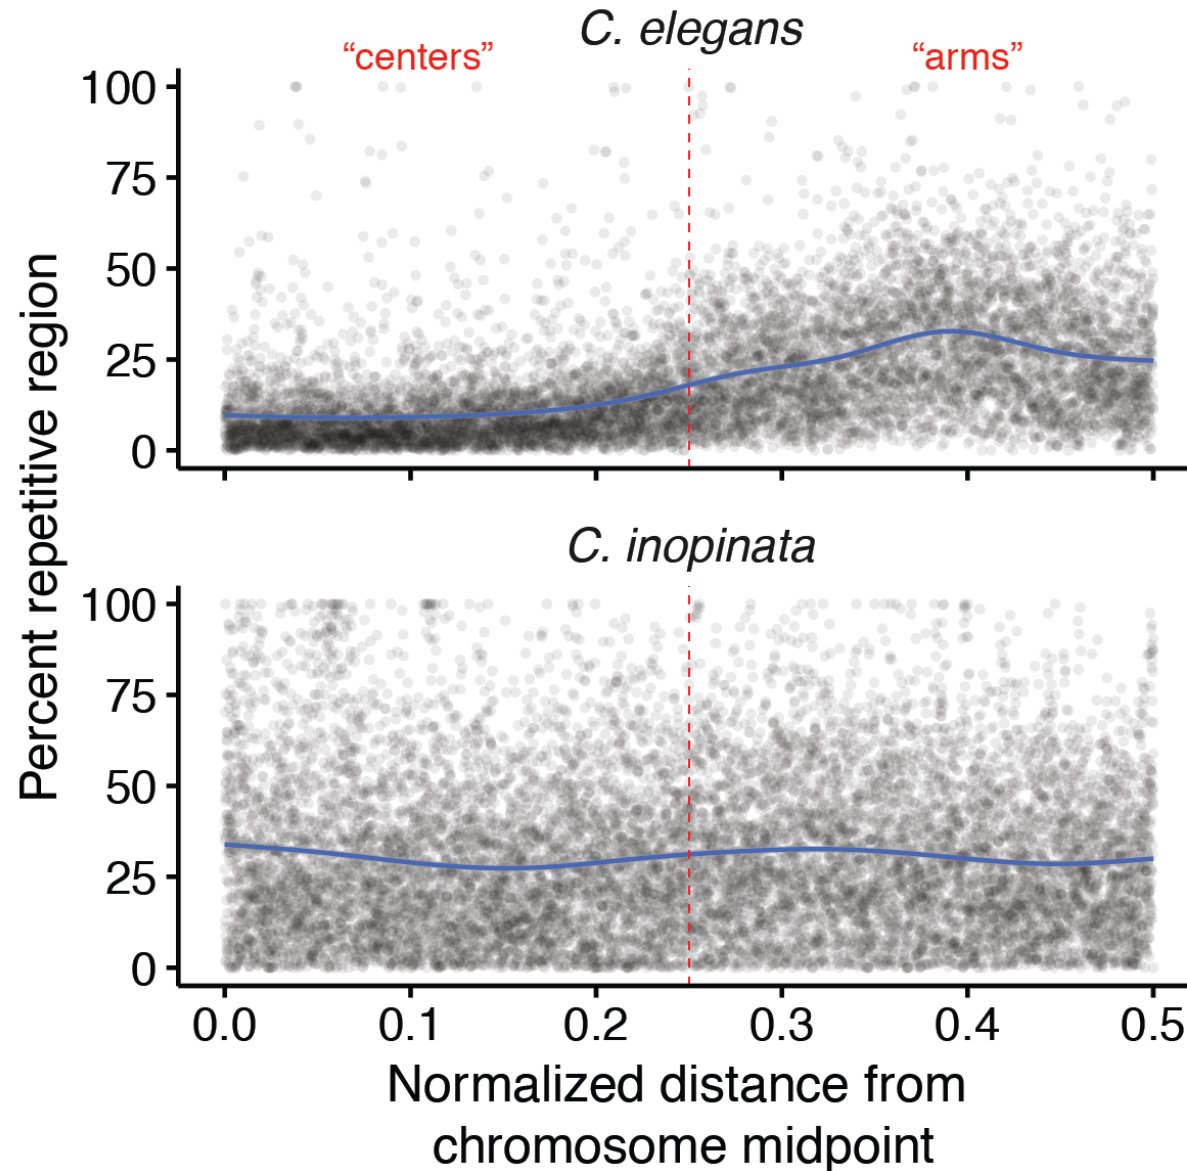 C. elegans
“centers”
“arms”
100
75
50
25
0
Percent repetitive region
C. inopinata
100
75
50
25
0
0.0 0.1 0.2 0.3 0.4 0.5
Normalized distance from
chromosome midpoint